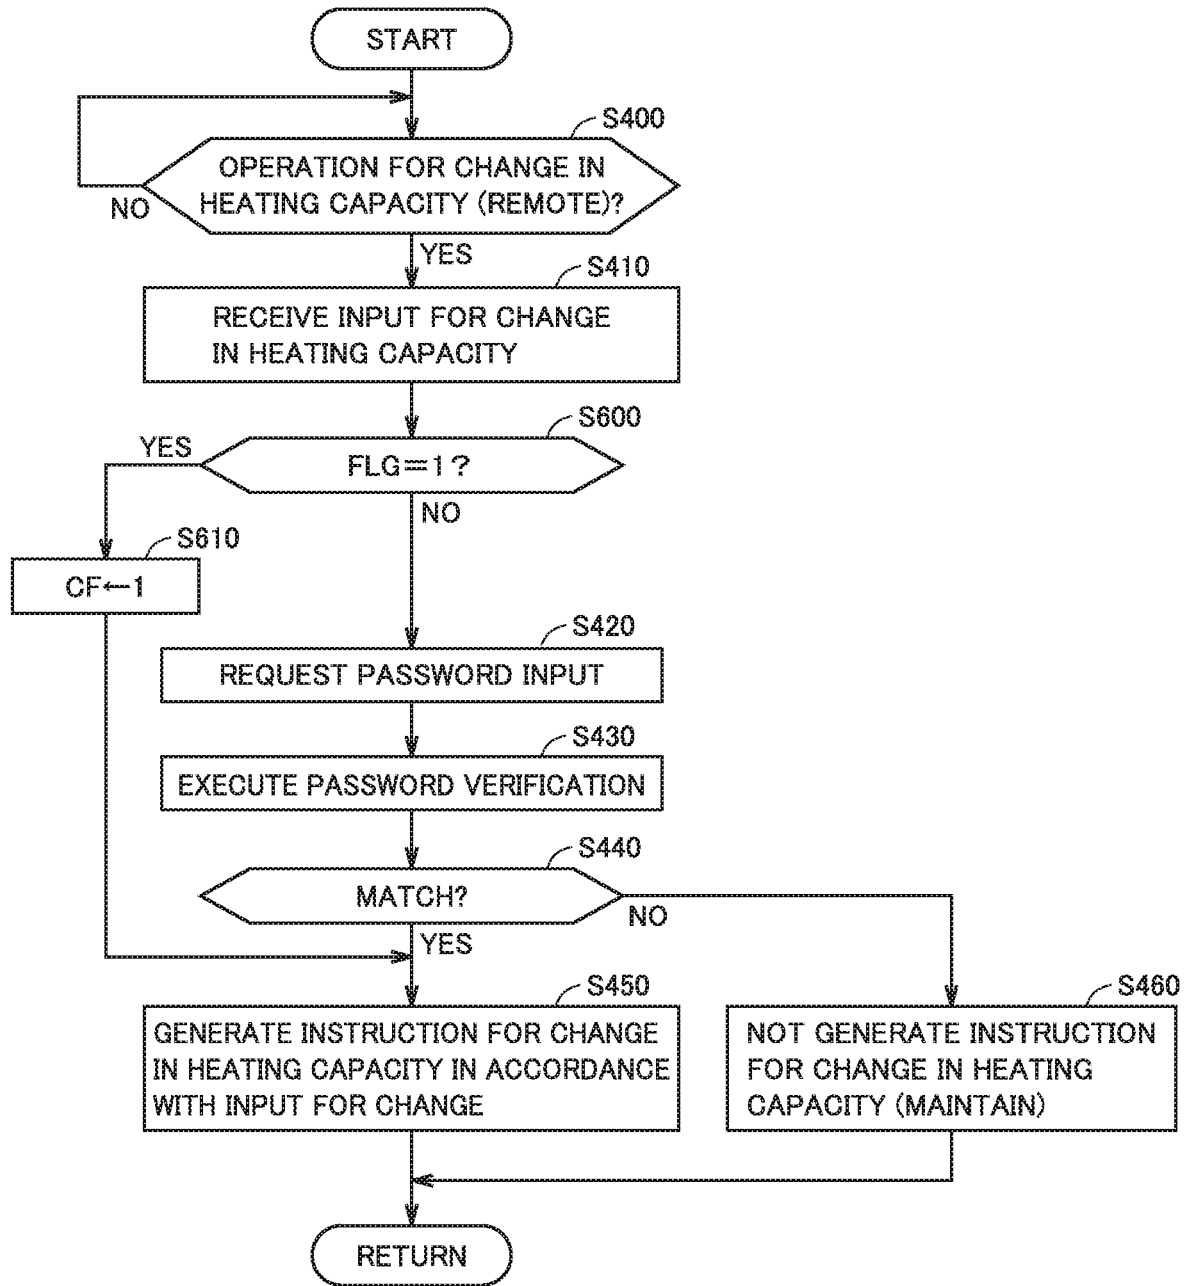 START
S400
OPERATION FOR CHANGE IN
HEATING CAPACITY (REMOTE)?
NO
YES
S410
RECEIVE INPUT FOR CHANGE
IN HEATING CAPACITY
S600
YES
FLG=1?
NO
S610
CF←1
S420
REQUEST PASSWORD INPUT
S430
EXECUTE PASSWORD VERIFICATION
S440
MATCH?
NO
YES
S450
GENERATE INSTRUCTION FOR CHANGE
IN HEATING CAPACITY IN ACCORDANCE
WITH INPUT FOR CHANGE
S460
NOT GENERATE INSTRUCTION
FOR CHANGE IN HEATING
CAPACITY (MAINTAIN)
RETURN